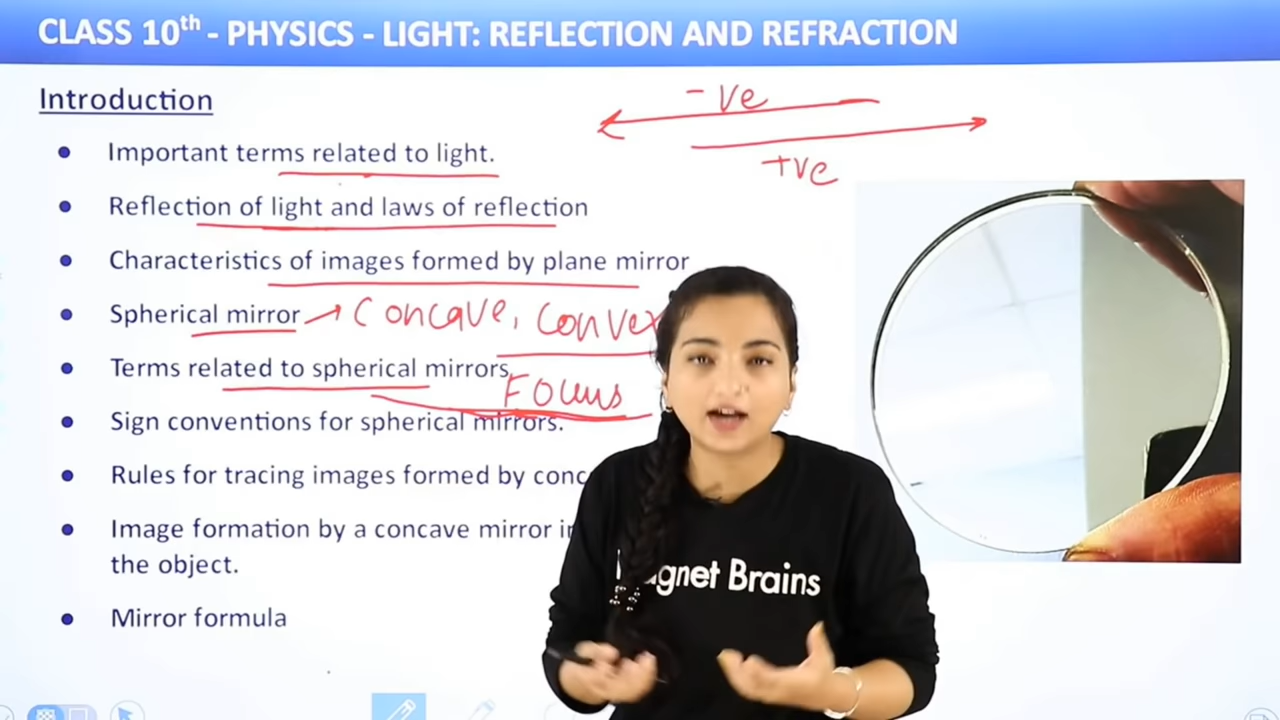 CLASS 10th - PHYSICS - LIGHT: REFLECTION AND REFRACTION
Introduction
-ve
+ve
• Important terms related to light.
• Reflection of light and laws of reflection
• Characteristics of images formed by plane mirror
• Spherical mirror → Concave, Convex
• Terms related to spherical mirrors.
Focus
• Sign conventions for spherical mirrors.
• Rules for tracing images formed by
• Image formation by a concave mirror
the object.
• Mirror formula
Magnet Brains